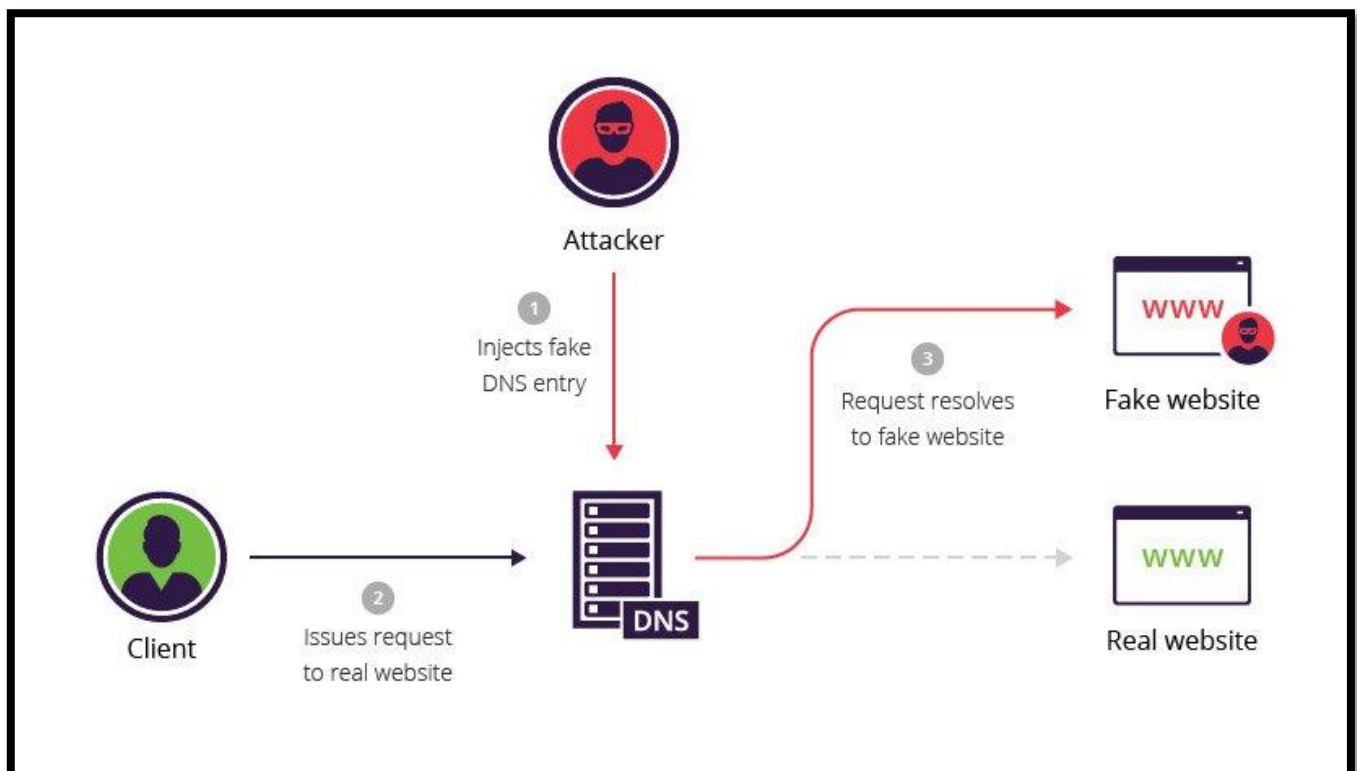 Attacker
1
Injects fake
DNS entry
www
3
Request resolves
to fake website
Fake website
Client
2
Issues request
to real website
DNS
www
Real website